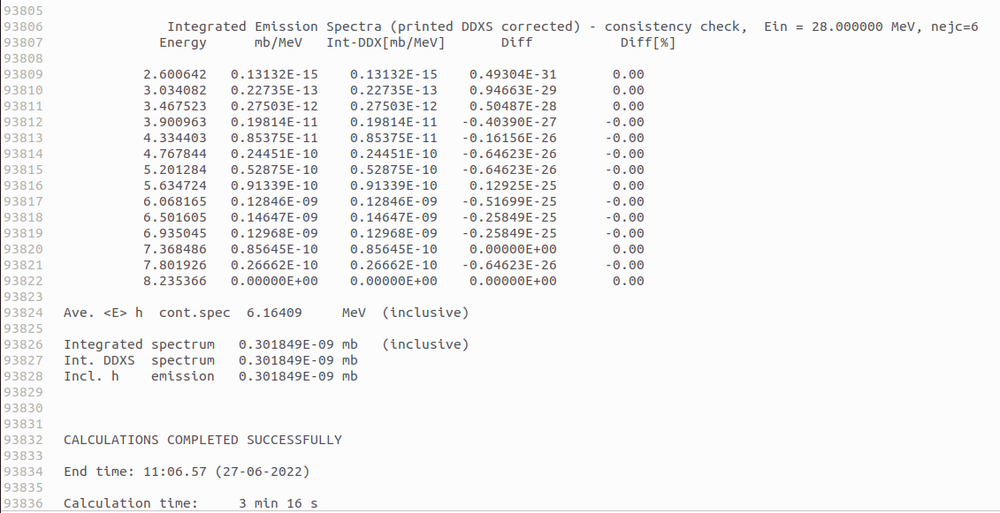 93805
93806 Integrated Emission Spectra (printed DDXS corrected) - consistency check, Ein = 28.000000 MeV, nejc=6
93807 Energy mb/MeV Int-DDX[mb/MeV] Diff Diff[%]
93808
93809 2.600642 0.13132E-15 0.13132E-15 0.49304E-31 0.00
93810 3.034082 0.22735E-13 0.22735E-13 0.94663E-29 0.00
93811 3.467523 0.27503E-12 0.27503E-12 0.50487E-28 0.00
93812 3.900963 0.19814E-11 0.19814E-11 -0.40390E-27 -0.00
93813 4.334403 0.85375E-11 0.85375E-11 -0.16156E-26 -0.00
93814 4.767844 0.24451E-10 0.24451E-10 -0.64623E-26 -0.00
93815 5.201284 0.52875E-10 0.52875E-10 -0.64623E-26 -0.00
93816 5.634724 0.91339E-10 0.91339E-10 0.12925E-25 0.00
93817 6.068165 0.12846E-09 0.12846E-09 -0.51699E-25 -0.00
93818 6.501605 0.14647E-09 0.14647E-09 -0.25849E-25 -0.00
93819 6.935045 0.12968E-09 0.12968E-09 -0.25849E-25 -0.00
93820 7.368486 0.85645E-10 0.85645E-10 0.00000E+00 0.00
93821 7.801926 0.26662E-10 0.26662E-10 -0.64623E-26 -0.00
93822 8.235366 0.00000E+00 0.00000E+00 0.00000E+00 0.00
93823
93824 Ave. <E> h cont.spec 6.16409 MeV (inclusive)
93825
93826 Integrated spectrum 0.301849E-09 mb (inclusive)
93827 Int. DDXS spectrum 0.301849E-09 mb
93828 Incl. h emission 0.301849E-09 mb
93829
93830
93831
93832 CALCULATIONS COMPLETED SUCCESSFULLY
93833
93834 End time: 11:06.57 (27-06-2022)
93835
93836 Calculation time: 3 min 16 s